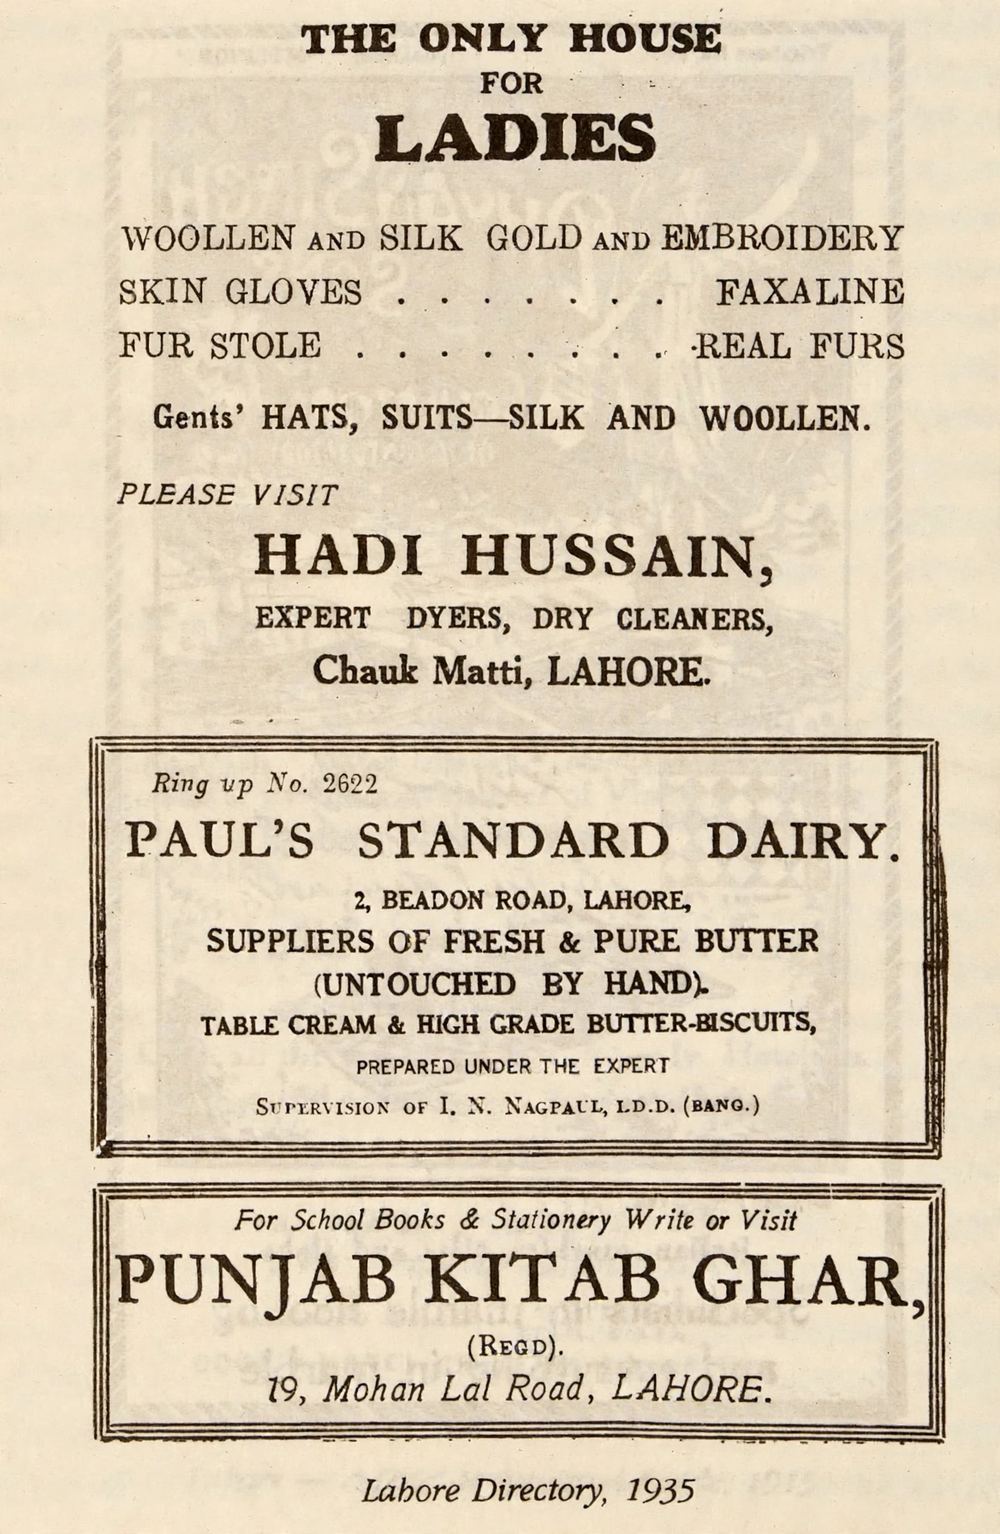 THE ONLY HOUSE
FOR
LADIES
WOOLLEN AND SILK GOLD AND EMBROIDERY
SKIN GLOVES . . . . . . . FAXALINE
FUR STOLE . . . . . . . . REAL FURS
Gents' HATS, SUITS—SILK AND WOOLLEN.
PLEASE VISIT
HADI HUSSAIN,
EXPERT DYERS, DRY CLEANERS,
Chauk Matti, LAHORE.
Ring up No. 2622
PAUL'S STANDARD DAIRY.
2, BEADON ROAD, LAHORE,
SUPPLIERS OF FRESH & PURE BUTTER
(UNTOUCHED BY HAND).
TABLE CREAM & HIGH GRADE BUTTER-BISCUITS,
PREPARED UNDER THE EXPERT
SUPERVISION OF I. N. NAGPAUL, I.D.D. (BANG.)
For School Books & Stationery Write or Visit
PUNJAB KITAB GHAR,
(REGD).
19, Mohan Lal Road, LAHORE.
Lahore Directory, 1935